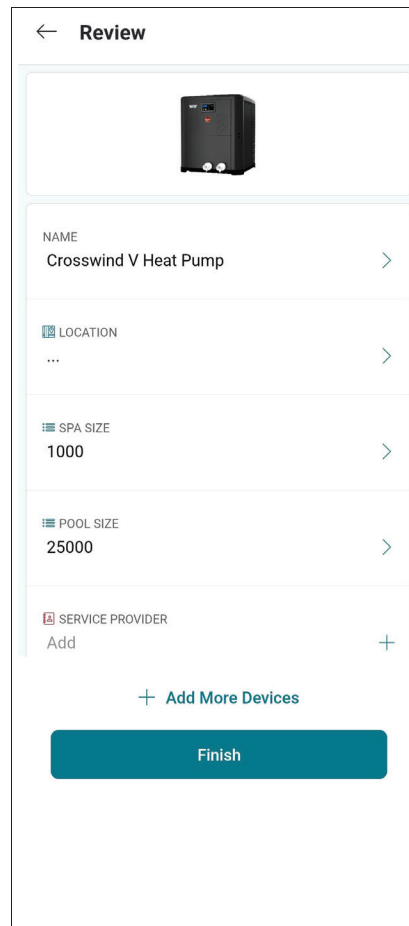 Review
NAME
Crosswind V Heat Pump
LOCATION
...
SPA SIZE
1000
POOL SIZE
25000
SERVICE PROVIDER
Add
Add More Devices
Finish